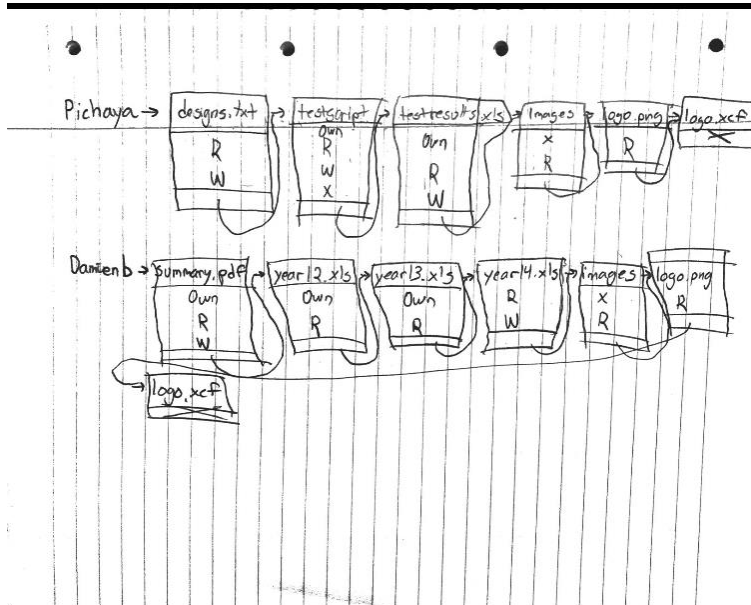 Pichaya → designs.txt testscript testresults.xls Images logo.png logo.xcf
R Own Own X R X
W R R R
W W
X
Damienb → summary.pdf year12.xls year13.xls year14.xls images logo.png
Own Own Own R X R
R R R W R
W
logo.xcf